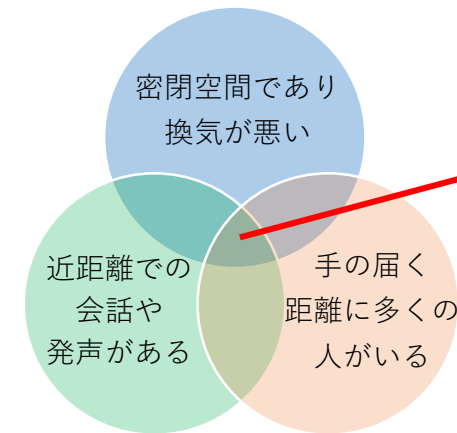 密閉空間であり
換気が悪い
近距離での
会話や
発声がある
手の届く
距離に多くの
人がいる